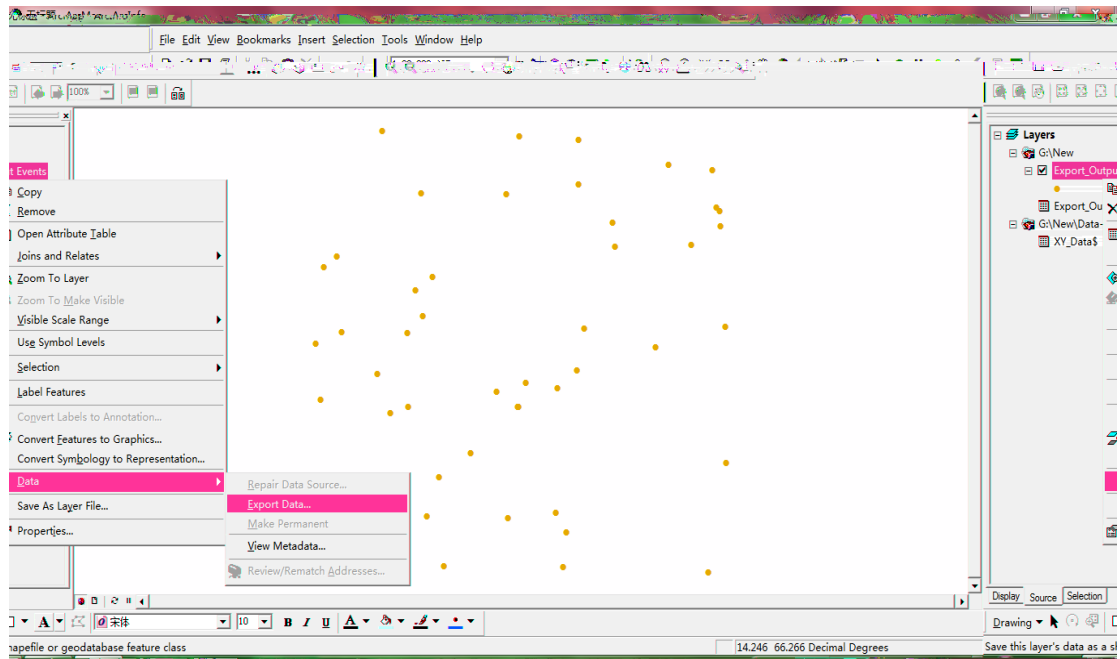 无标题 - ArcMap - ArcInfo
File Edit View Bookmarks Insert Selection Tools Window Help
100%
t Events
Copy
Remove
Open Attribute Table
Joins and Relates
Zoom To Layer
Zoom To Make Visible
Visible Scale Range
Use Symbol Levels
Selection
Label Features
Convert Labels to Annotation...
Convert Features to Graphics...
Convert Symbology to Representation...
Data
Save As Layer File...
Properties...
Repair Data Source...
Export Data...
Make Permanent
View Metadata...
Review/Rematch Addresses...
Layers
G:\New
Export_Outpu
Export_Ou
G:\New\Data-
XY_Data$
Display Source Selection
A 宋体 10 B I U A
Drawing
hapefile or geodatabase feature class
14.246 66.266 Decimal Degrees
Save this layer's data as a sh